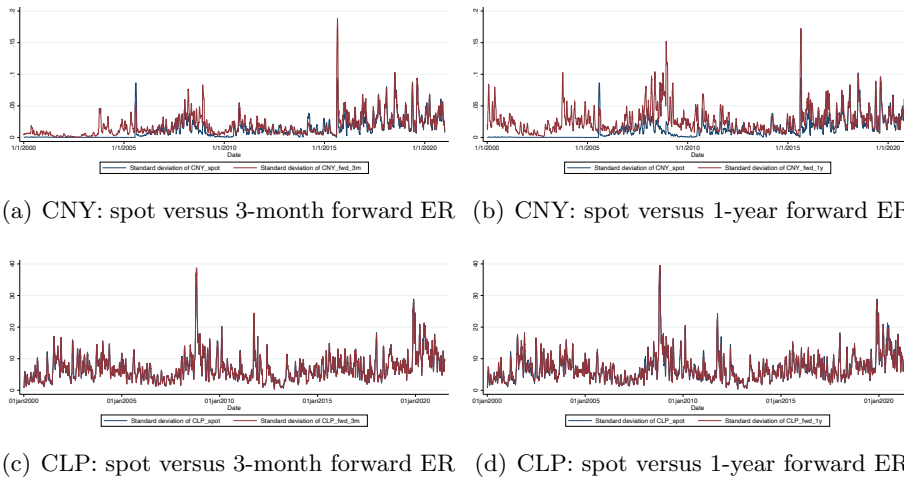 .2 .2
.15 .15
.1 .1
.05 .05
0 0
1/1/2000 1/1/2005 1/1/2010 1/1/2015 1/1/2020 1/1/2000 1/1/2005 1/1/2010 1/1/2015 1/1/2020
Date Date
Standard deviation of CNY_spot Standard deviation of CNY_fwd_3m Standard deviation of CNY_spot Standard deviation of CNY_fwd_1y
(a) CNY: spot versus 3-month forward ER (b) CNY: spot versus 1-year forward ER
40 40
30 30
20 20
10 10
0 0
01jan2000 01jan2005 01jan2010 01jan2015 01jan2020 01jan2000 01jan2005 01jan2010 01jan2015 01jan2020
Date Date
Standard deviation of CLP_spot Standard deviation of CLP_fwd_3m Standard deviation of CLP_spot Standard deviation of CLP_fwd_1y
(c) CLP: spot versus 3-month forward ER (d) CLP: spot versus 1-year forward ER